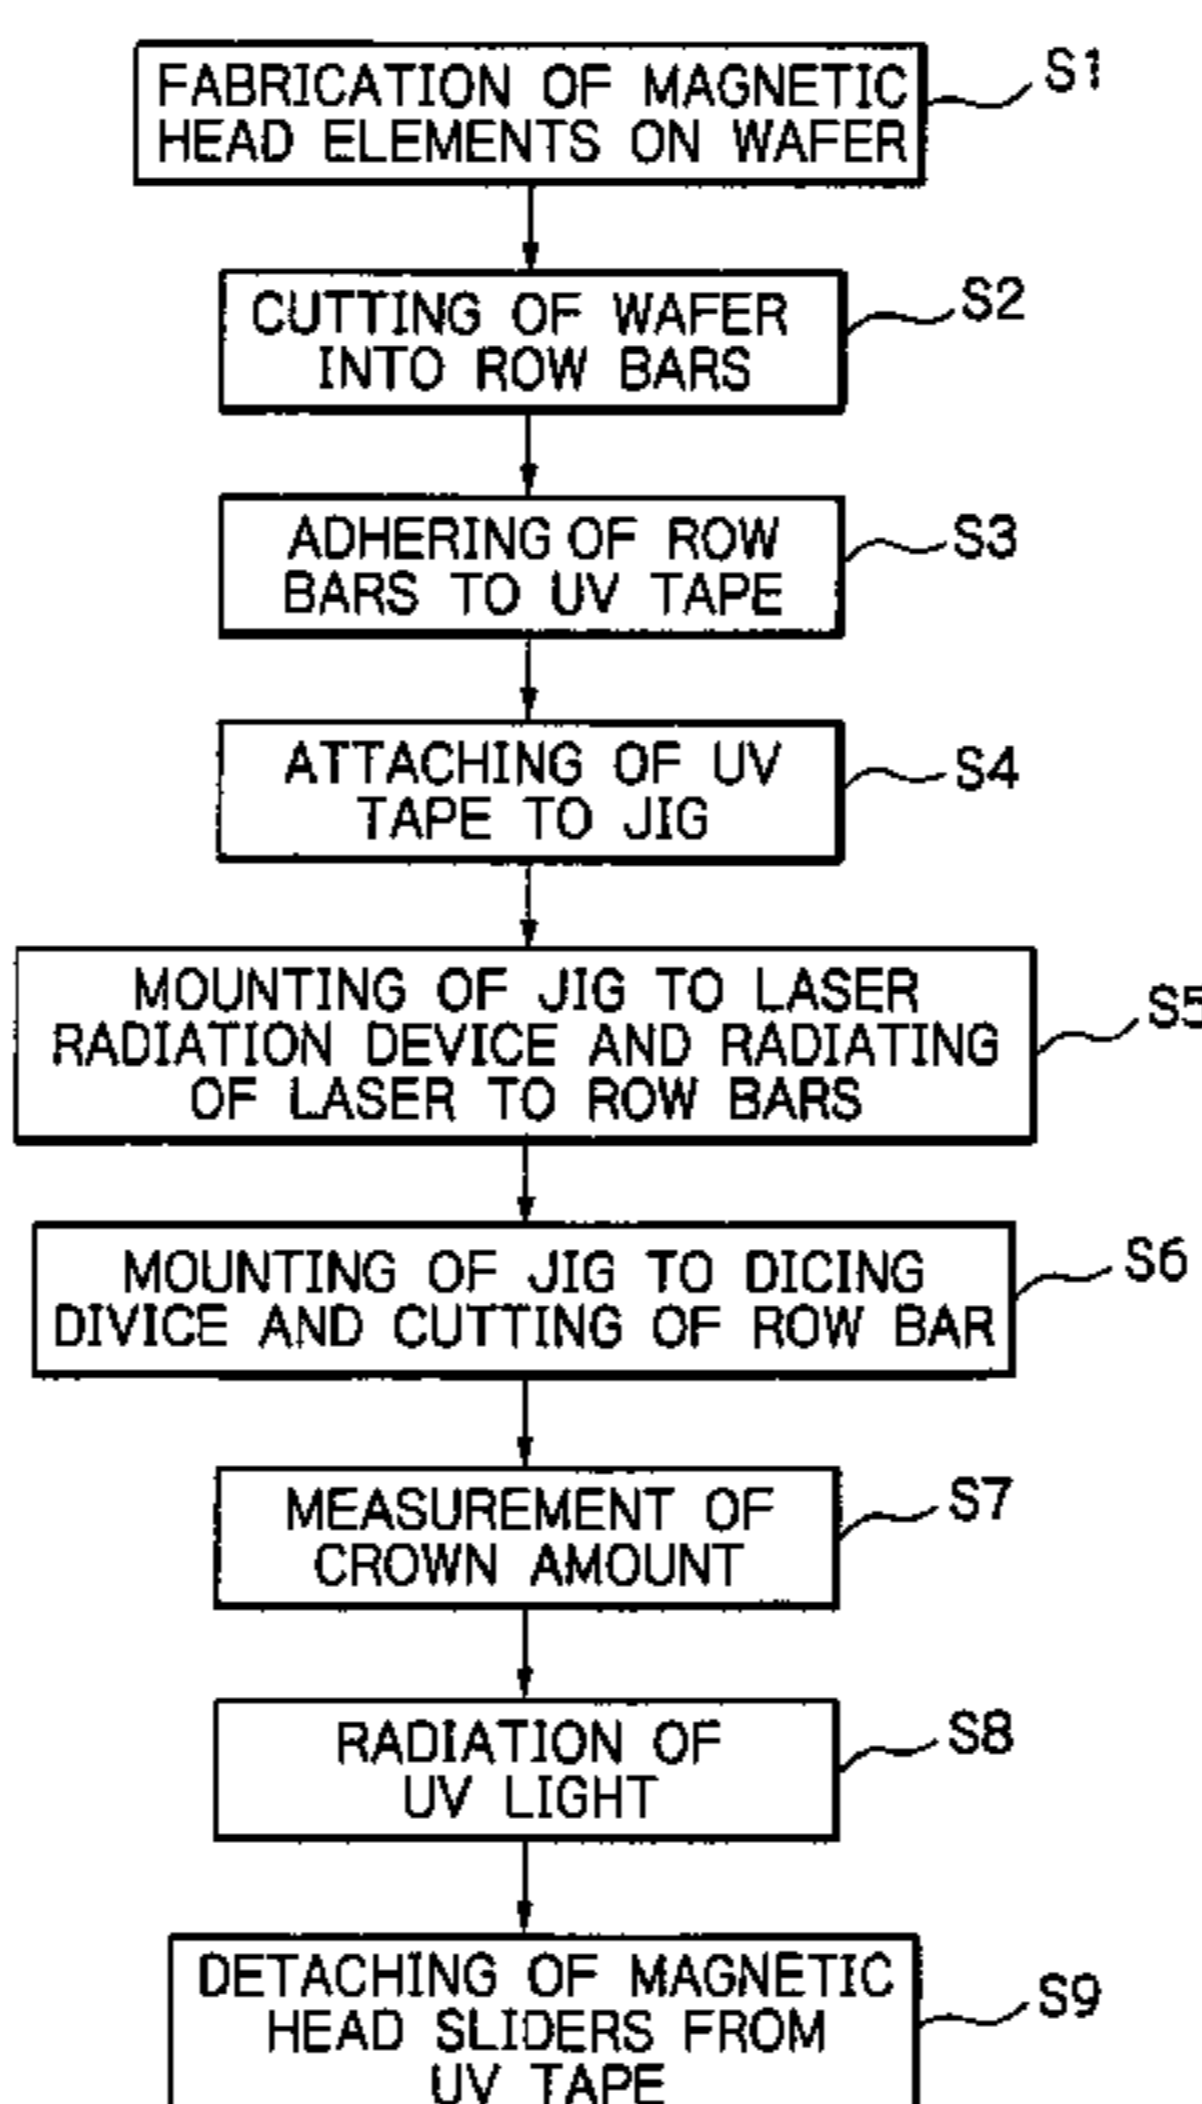 FABRICATION OF MAGNETIC
HEAD ELEMENTS ON WAFER
S1
CUTTING OF WAFER
INTO ROW BARS
S2
ADHERING OF ROW
BARS TO UV TAPE
S3
ATTACHING OF UV
TAPE TO JIG
S4
MOUNTING OF JIG TO LASER
RADIATION DEVICE AND RADIATING
OF LASER TO ROW BARS
S5
MOUNTING OF JIG TO DICING
DIVICE AND CUTTING OF ROW BAR
S6
MEASUREMENT OF
CROWN AMOUNT
S7
RADIATION OF
UV LIGHT
S8
DETACHING OF MAGNETIC
HEAD SLIDERS FROM
UV TAPE
S9